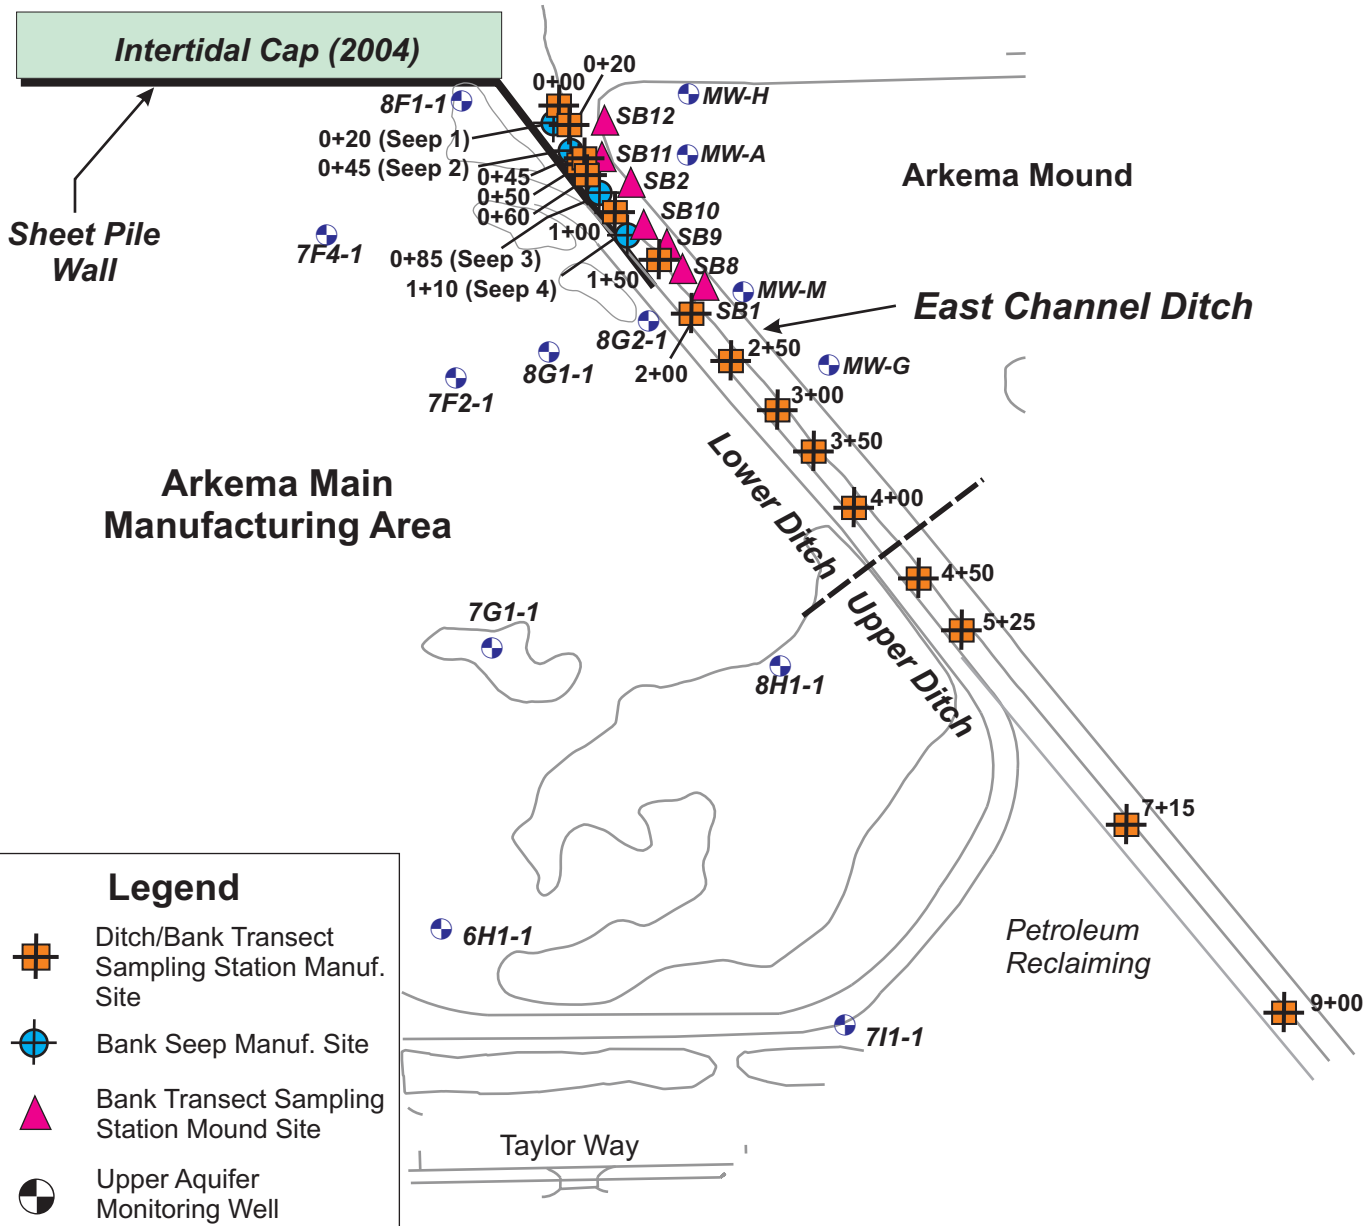 Intertidal Cap (2004)
0+20
0+00
8F1-1
MW-H
SB12
0+20 (Seep 1)
0+45 (Seep 2)
SB11
MW-A
0+45
SB2
Arkema Mound
0+50
0+60
SB10
Sheet Pile
Wall
7F4-1
1+00
SB9
0+85 (Seep 3)
SB8
1+10 (Seep 4)
1+50
MW-M
SB1
East Channel Ditch
8G2-1
2+50
8G1-1
2+00
MW-G
7F2-1
3+00
3+50
Lower Ditch
Arkema Main
Manufacturing Area
4+00
4+50
Upper Ditch
7G1-1
5+25
8H1-1
7+15
Legend
Ditch/Bank Transect
Sampling Station Manuf.
Site
Bank Seep Manuf. Site
Bank Transect Sampling
Station Mound Site
Upper Aquifer
Monitoring Well
6H1-1
Petroleum
Reclaiming
9+00
7I1-1
Taylor Way